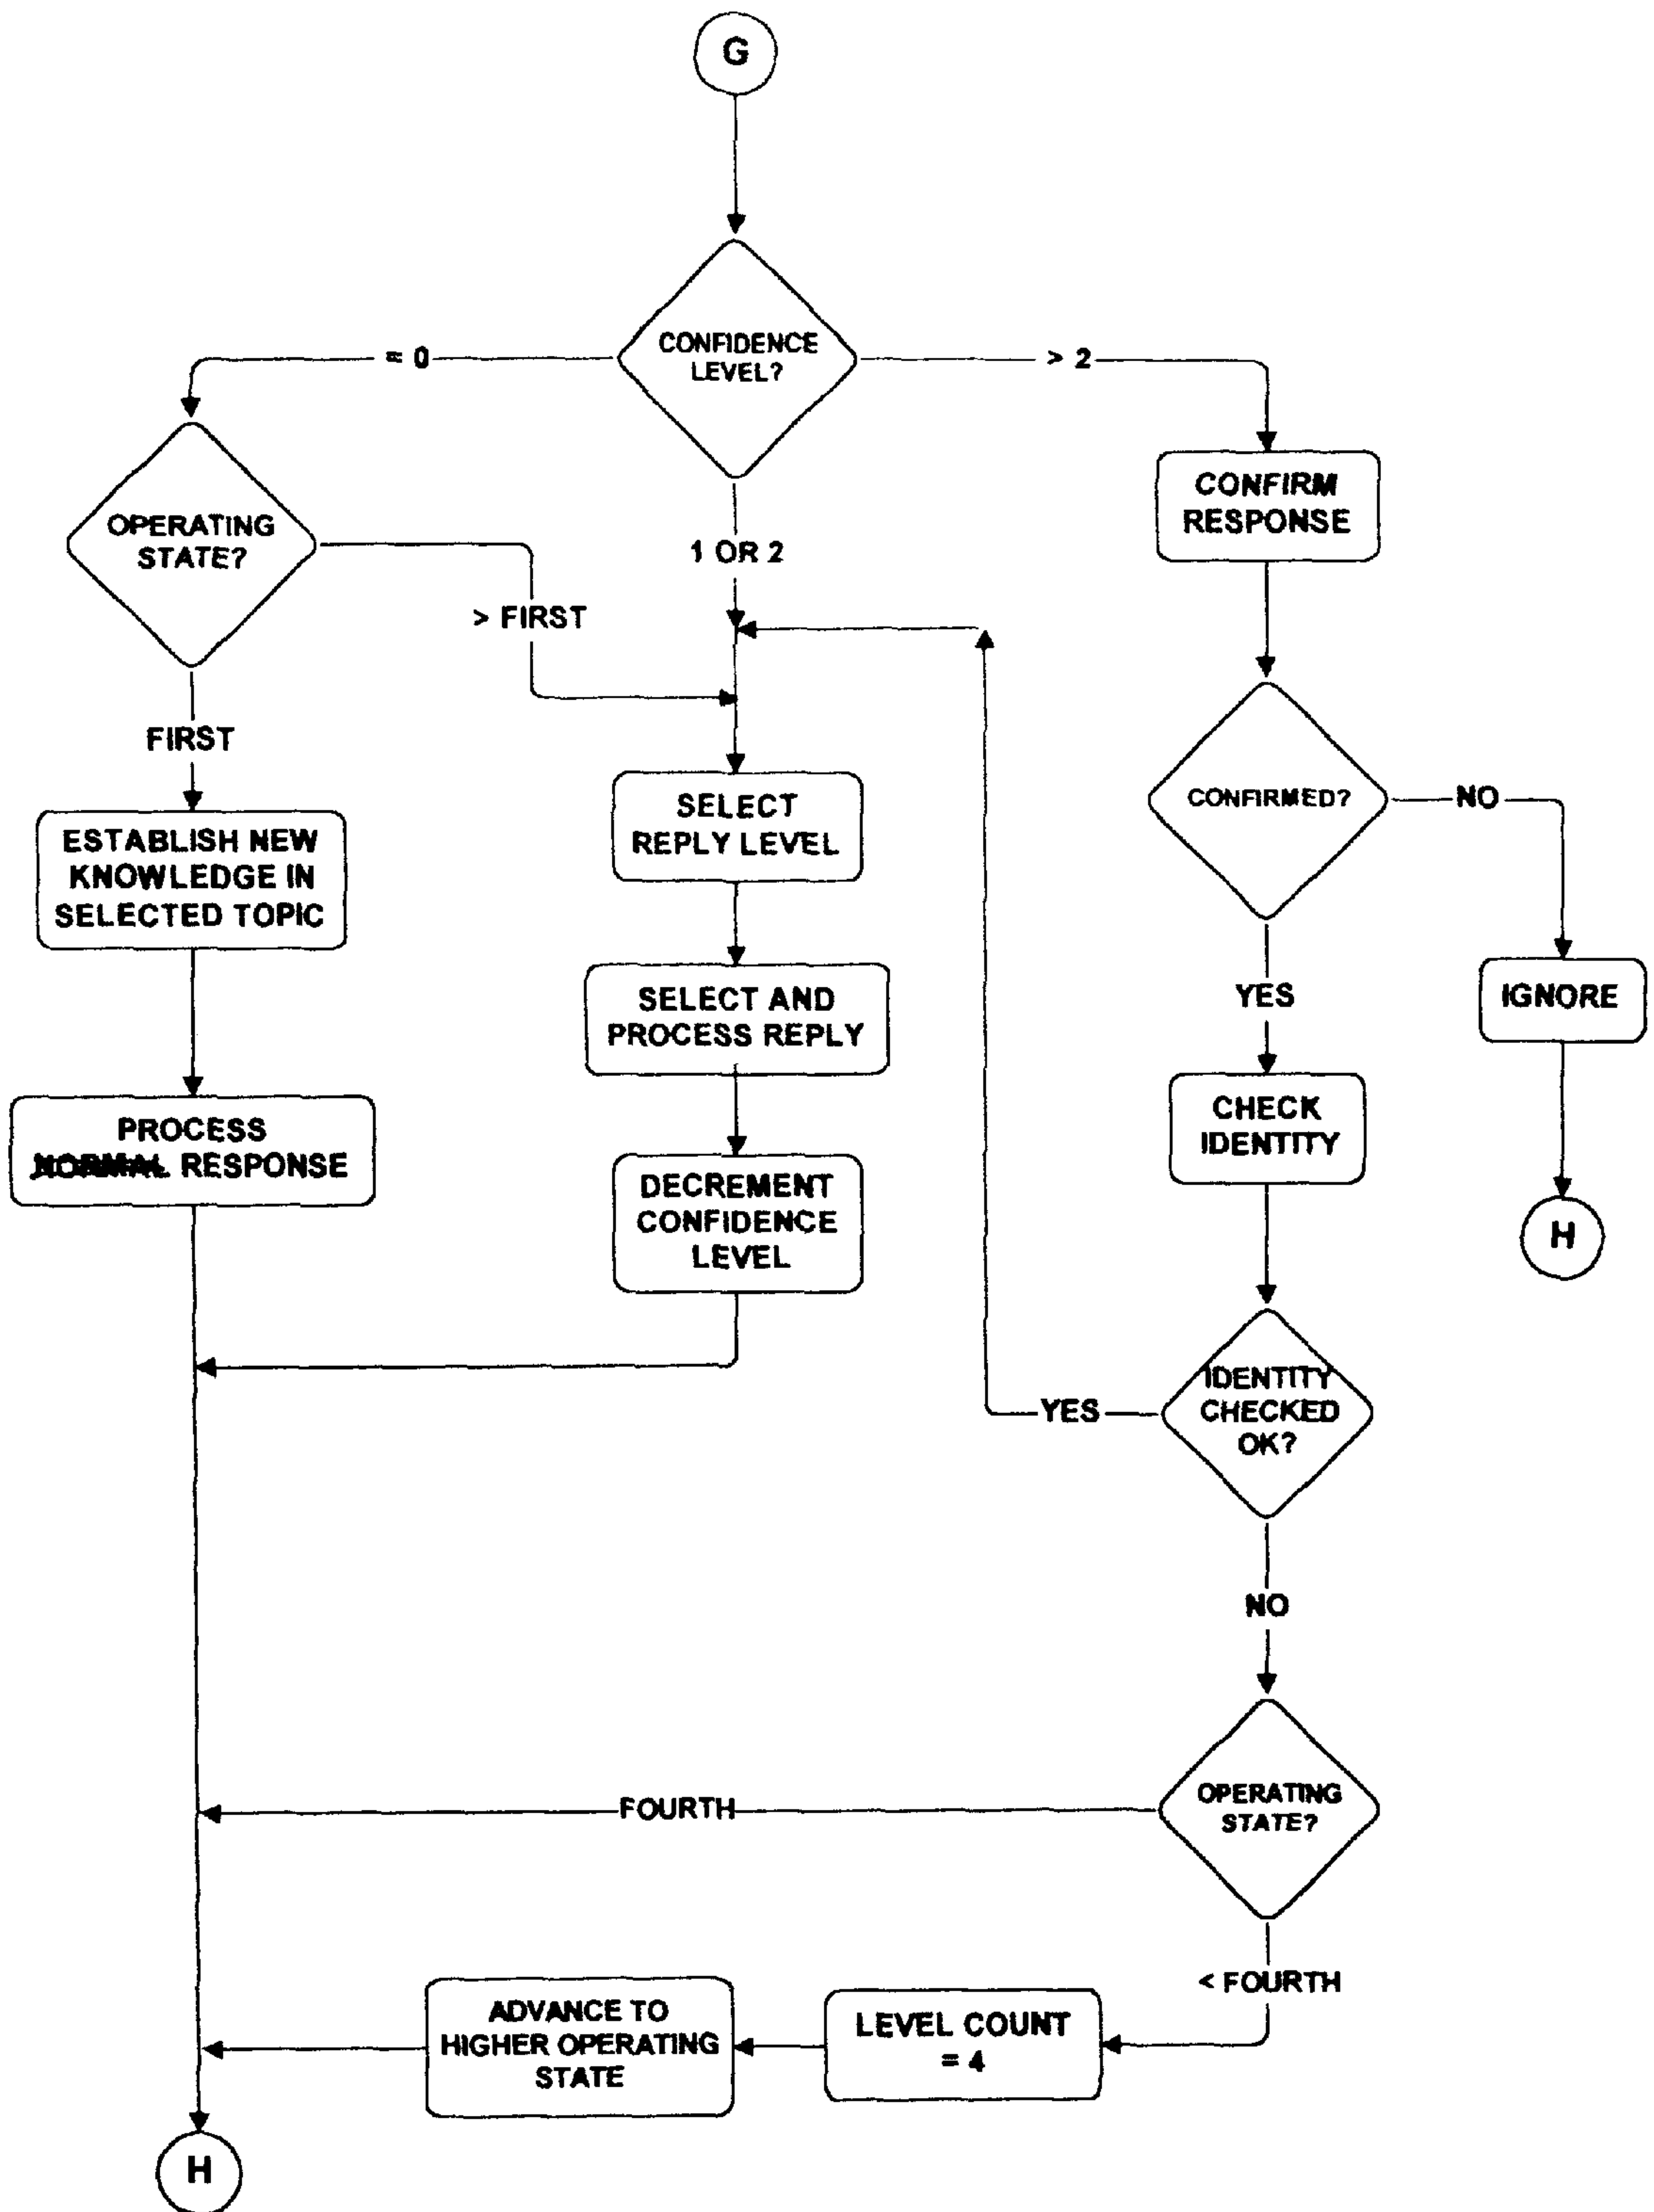 G
CONFIDENCE
LEVEL?
= 0
> 2
OPERATING
STATE?
1 OR 2
CONFIRM
RESPONSE
> FIRST
FIRST
CONFIRMED?
NO
ESTABLISH NEW
KNOWLEDGE IN
SELECTED TOPIC
SELECT
REPLY LEVEL
YES
IGNORE
SELECT AND
PROCESS REPLY
PROCESS
NORMAL RESPONSE
CHECK
IDENTITY
DECREMENT
CONFIDENCE
LEVEL
H
IDENTITY
CHECKED
OK?
YES
NO
OPERATING
STATE?
FOURTH
< FOURTH
ADVANCE TO
HIGHER OPERATING
STATE
LEVEL COUNT
= 4
H